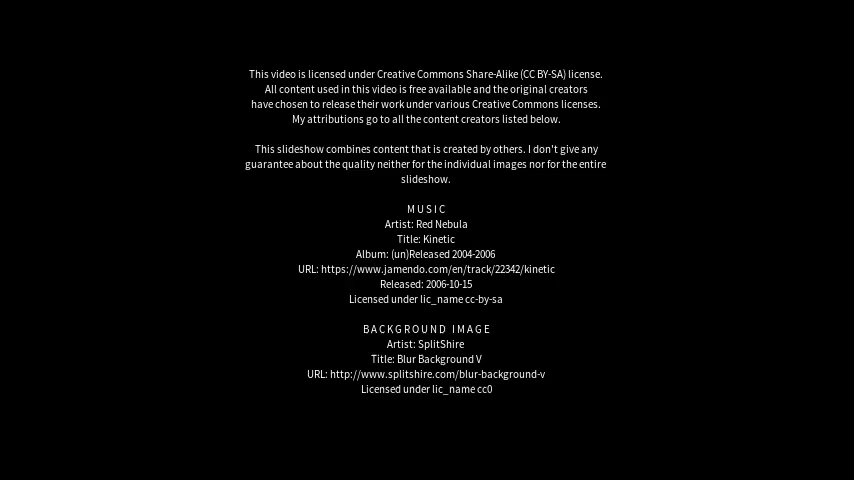 This video is licensed under Creative Commons Share-Alike (CC BY-SA) license.
All content used in this video is free available and the original creators
have chosen to release their work under various Creative Commons licenses.
My attributions go to all the content creators listed below.
This slideshow combines content that is created by others. I don't give any
guarantee about the quality neither for the individual images nor for the entire
slideshow.
MUSIC
Artist: Red Nebula
Title: Kinetic
Album: (un)Released 2004-2006
URL: https://www.jamendo.com/en/track/22342/kinetic
Released: 2006-10-15
Licensed under lic_name cc-by-sa
BACKGROUND IMAGE
Artist: SplitShire
Title: Blur Background V
URL: http://www.splitshire.com/blur-background-v
Licensed under lic_name cc0